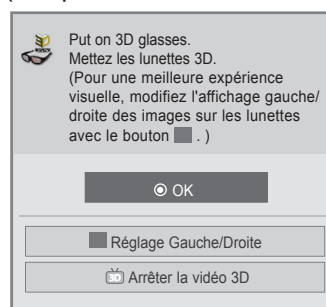 Put on 3D glasses.
Mettez les lunettes 3D.
(Pour une meilleure expérience
visuelle, modifiez l'affichage gauche/
droite des images sur les lunettes
avec le bouton . )
OK
Réglage Gauche/Droite
3D Arrêter la vidéo 3D